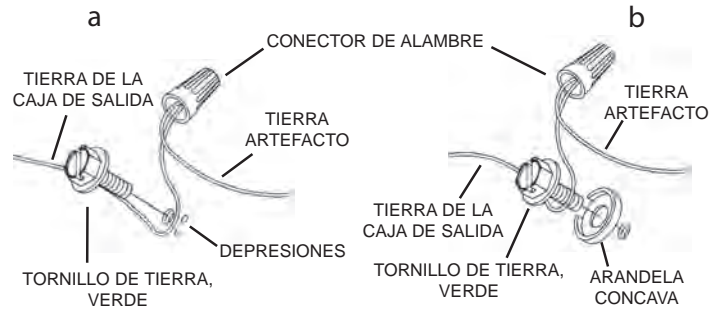 a
b
CONECTOR DE ALAMBRE
TIERRA DE LA
CAJA DE SALIDA
TIERRA
ARTEFACTO
DEPRESIONES
TORNILLO DE TIERRA,
VERDE
TIERRA
ARTEFACTO
TIERRA DE LA
CAJA DE SALIDA
TORNILLO DE TIERRA,
VERDE
ARANDELA
CONCAVA